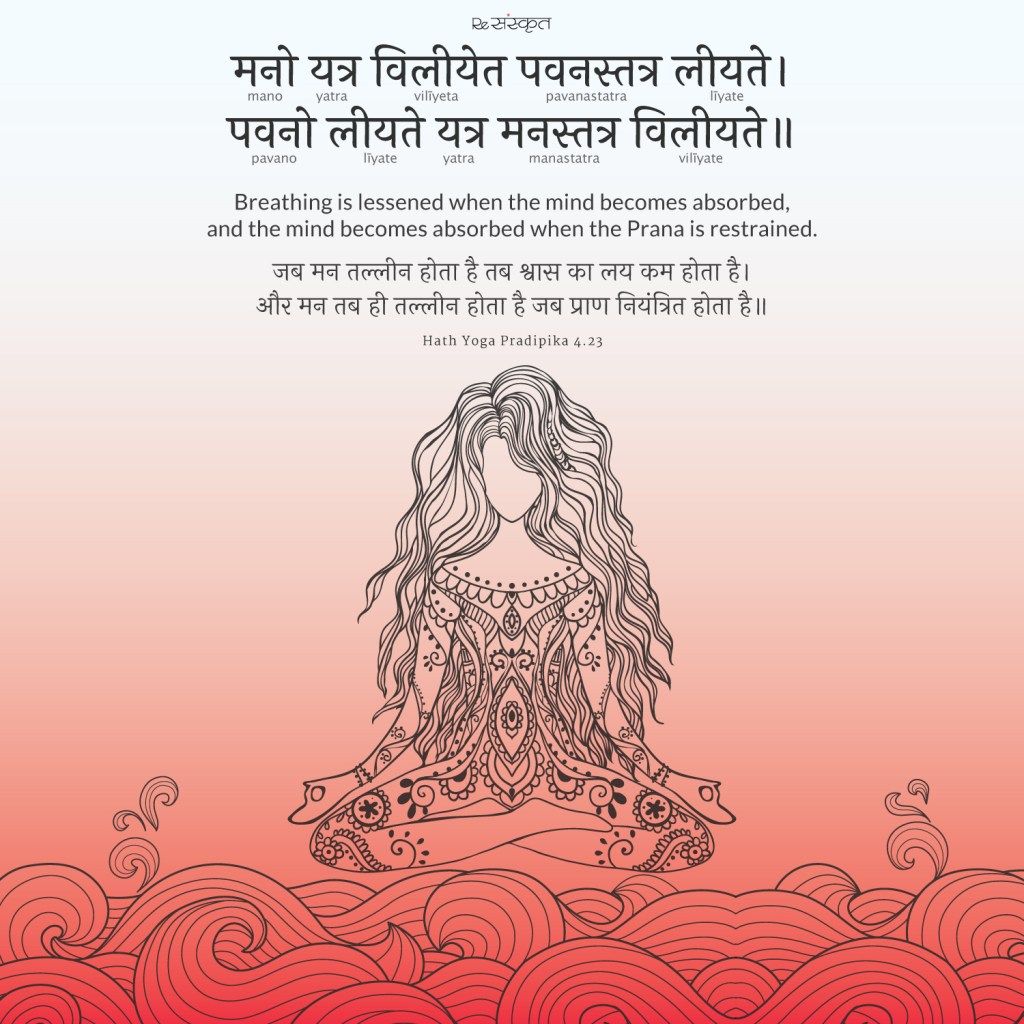 Re संस्कृत
मनो यत्र विलीयेत पवनस्तत्र लीयते।
mano yatra vilīyeta pavanastatra līyate
पवनो लीयते यत्र मनस्तत्र विलीयते॥
pavano līyate yatra manastatra vilīyate
Breathing is lessened when the mind becomes absorbed,
and the mind becomes absorbed when the Prana is restrained.
जब मन तल्लीन होता है तब श्वास का लय कम होता है।
और मन तब ही तल्लीन होता है जब प्राण नियंत्रित होता है॥
Hath Yoga Pradipika 4.23